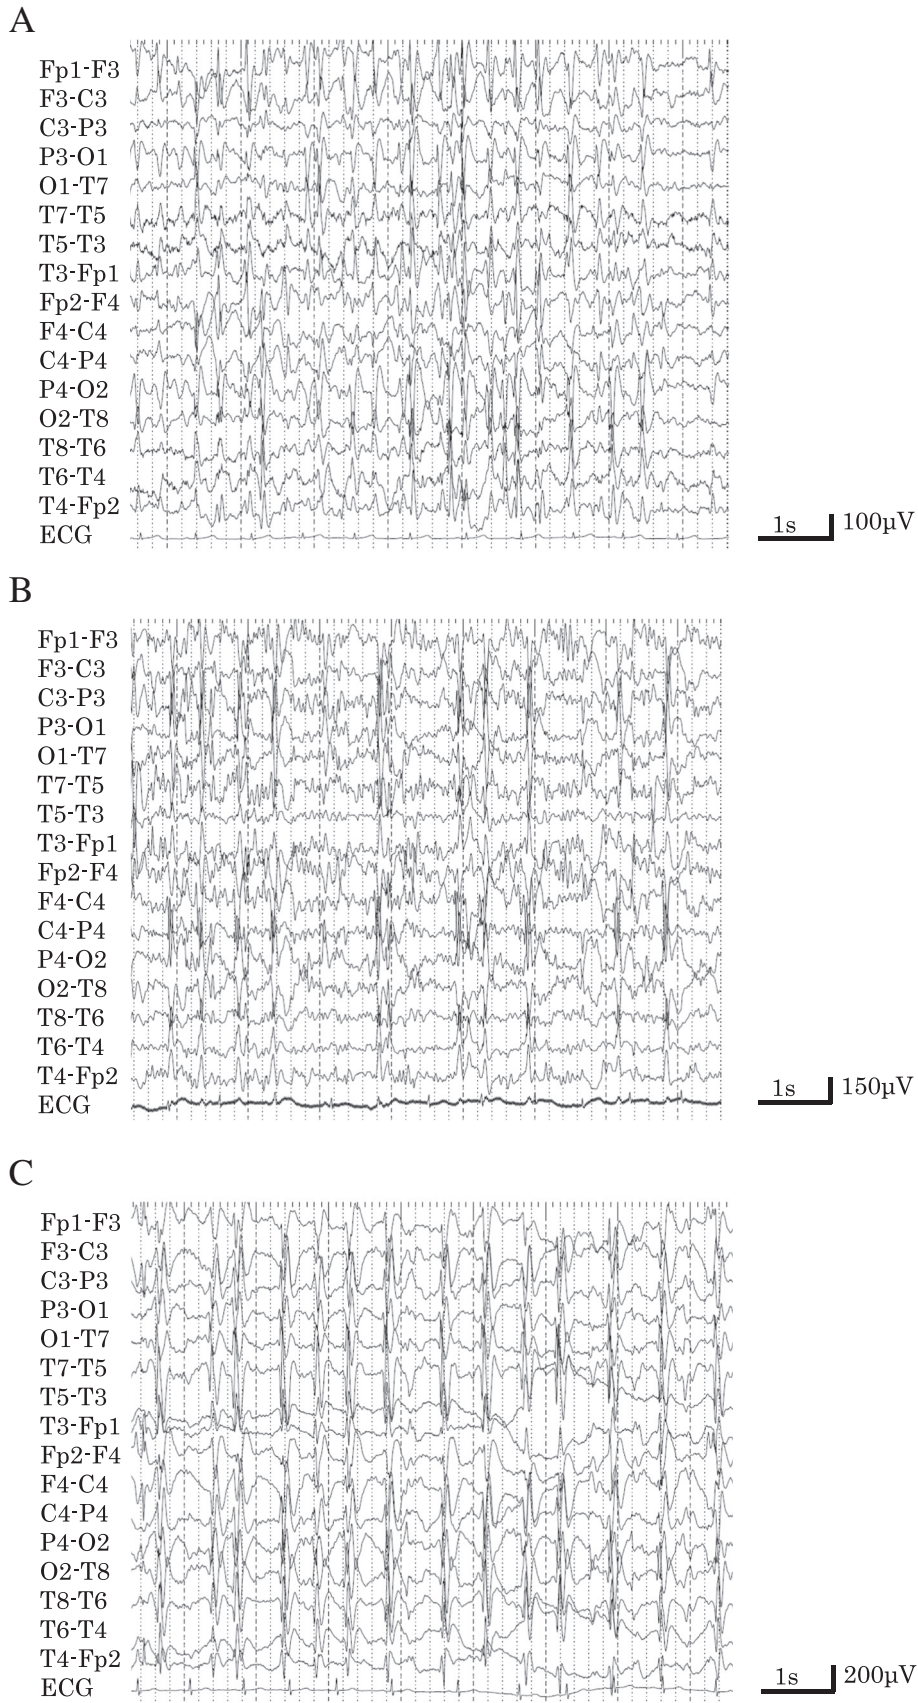 A
Fp1-F3
F3-C3
C3-P3
P3-O1
O1-T7
T7-T5
T5-T3
T3-Fp1
Fp2-F4
F4-C4
C4-P4
P4-O2
O2-T8
T8-T6
T6-T4
T4-Fp2
ECG
1s 100µV
B
Fp1-F3
F3-C3
C3-P3
P3-O1
O1-T7
T7-T5
T5-T3
T3-Fp1
Fp2-F4
F4-C4
C4-P4
P4-O2
O2-T8
T8-T6
T6-T4
T4-Fp2
ECG
1s 150µV
C
Fp1-F3
F3-C3
C3-P3
P3-O1
O1-T7
T7-T5
T5-T3
T3-Fp1
Fp2-F4
F4-C4
C4-P4
P4-O2
O2-T8
T8-T6
T6-T4
T4-Fp2
ECG
1s 200µV